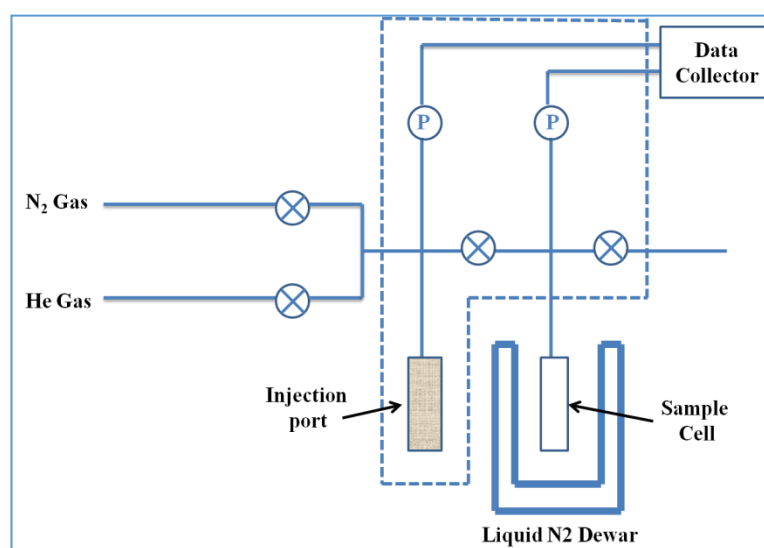 Data
Collector
P
P
N₂ Gas
He Gas
Injection
port
Sample
Cell
Liquid N2 Dewar